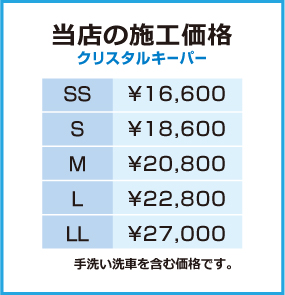 当店の施工価格
クリスタルキーパー
SS ¥16,600
S ¥18,600
M ¥20,800
L ¥22,800
LL ¥27,000
手洗い洗車を含む価格です。